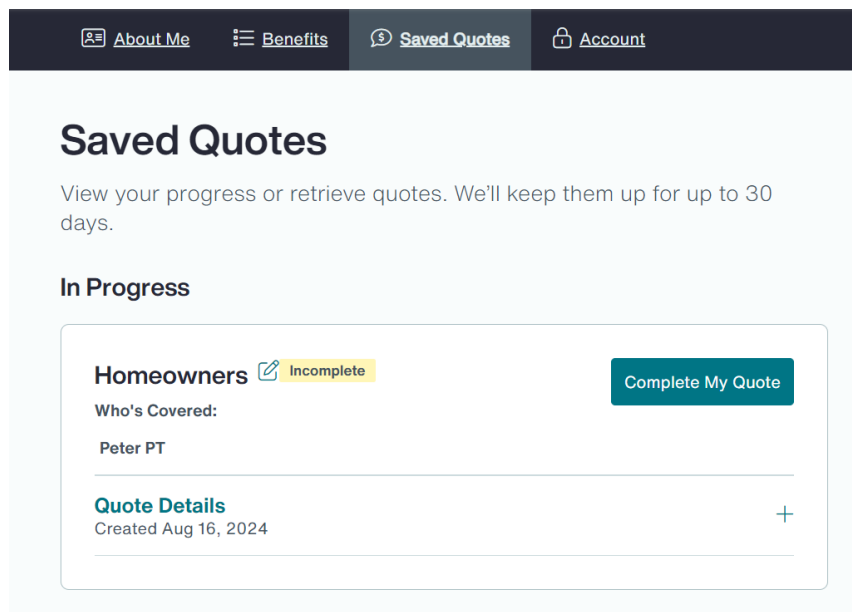 About Me Benefits Saved Quotes Account
Saved Quotes
View your progress or retrieve quotes. We’ll keep them up for up to 30
days.
In Progress
Homeowners Incomplete
Complete My Quote
Who's Covered:
Peter PT
Quote Details
Created Aug 16, 2024